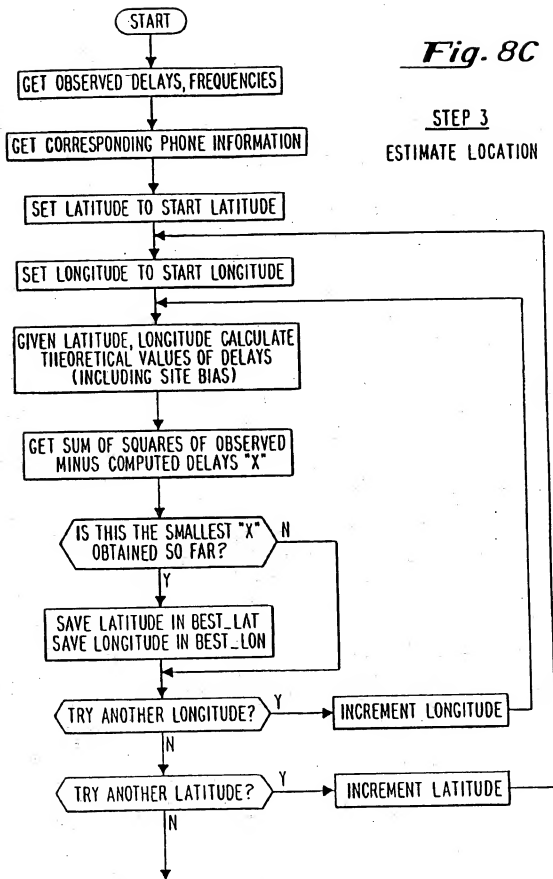 START
Fig. 8C
GET OBSERVED DELAYS, FREQUENCIES
STEP 3
ESTIMATE LOCATION
GET CORRESPONDING PHONE INFORMATION
SET LATITUDE TO START LATITUDE
SET LONGITUDE TO START LONGITUDE
GIVEN LATITUDE, LONGITUDE CALCULATE
THEORETICAL VALUES OF DELAYS
(INCLUDING SITE BIAS)
GET SUM OF SQUARES OF OBSERVED
MINUS COMPUTED DELAYS "X"
IS THIS THE SMALLEST "X"
OBTAINED SO FAR?
N
Y
SAVE LATITUDE IN BEST_LAT
SAVE LONGITUDE IN BEST_LON
TRY ANOTHER LONGITUDE?
Y
INCREMENT LONGITUDE
N
TRY ANOTHER LATITUDE?
Y
INCREMENT LATITUDE
N